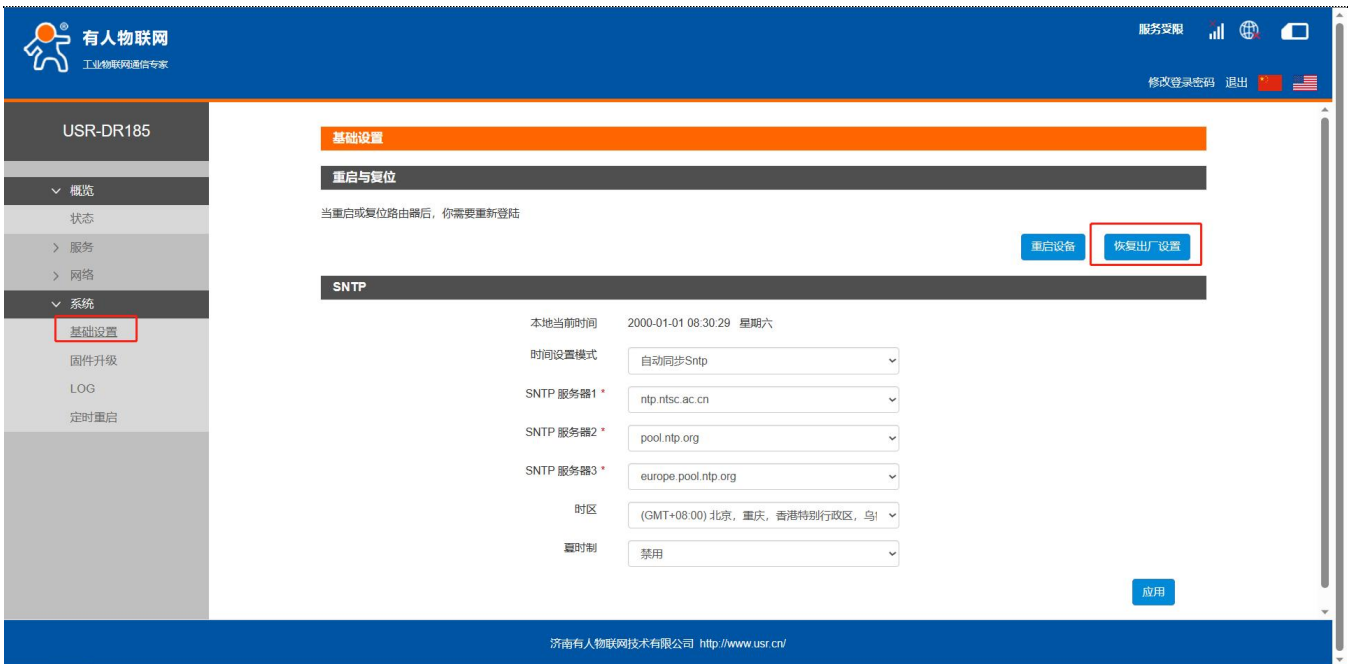 有人物联网
工业物联网通信专家
服务受限
修改登录密码 退出
USR-DR185
概览
状态
服务
网络
系统
基础设置
固件升级
LOG
定时重启
基础设置
重启与复位
当重启或复位路由器后，你需要重新登陆
重启设备 恢复出厂设置
SNTP
本地当前时间 2000-01-01 08:30:29 星期六
时间设置模式 自动同步Sntp
SNTP 服务器1 * ntp.ntsc.ac.cn
SNTP 服务器2 * pool.ntp.org
SNTP 服务器3 * europe.pool.ntp.org
时区 (GMT+08:00) 北京，重庆，香港特别行政区，乌
夏时制 禁用
应用
济南有人物联网技术有限公司 http://www.usr.cn/